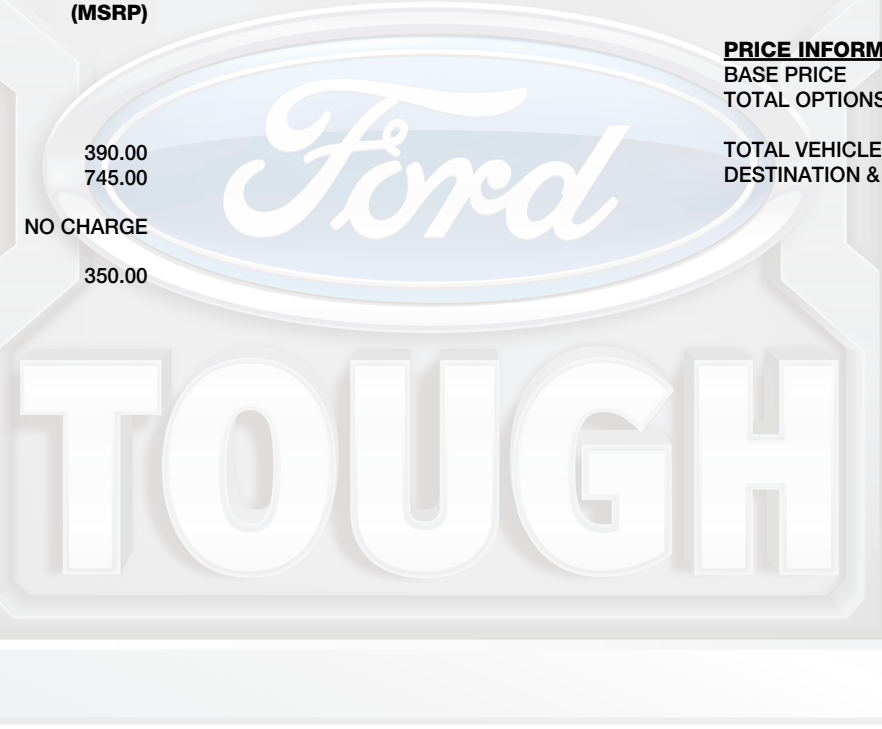 (MSRP)
390.00
745.00
NO CHARGE
350.00
PRICE INFORM
BASE PRICE
TOTAL OPTIONS
TOTAL VEHICLE
DESTINATION &
Ford
TOUGH